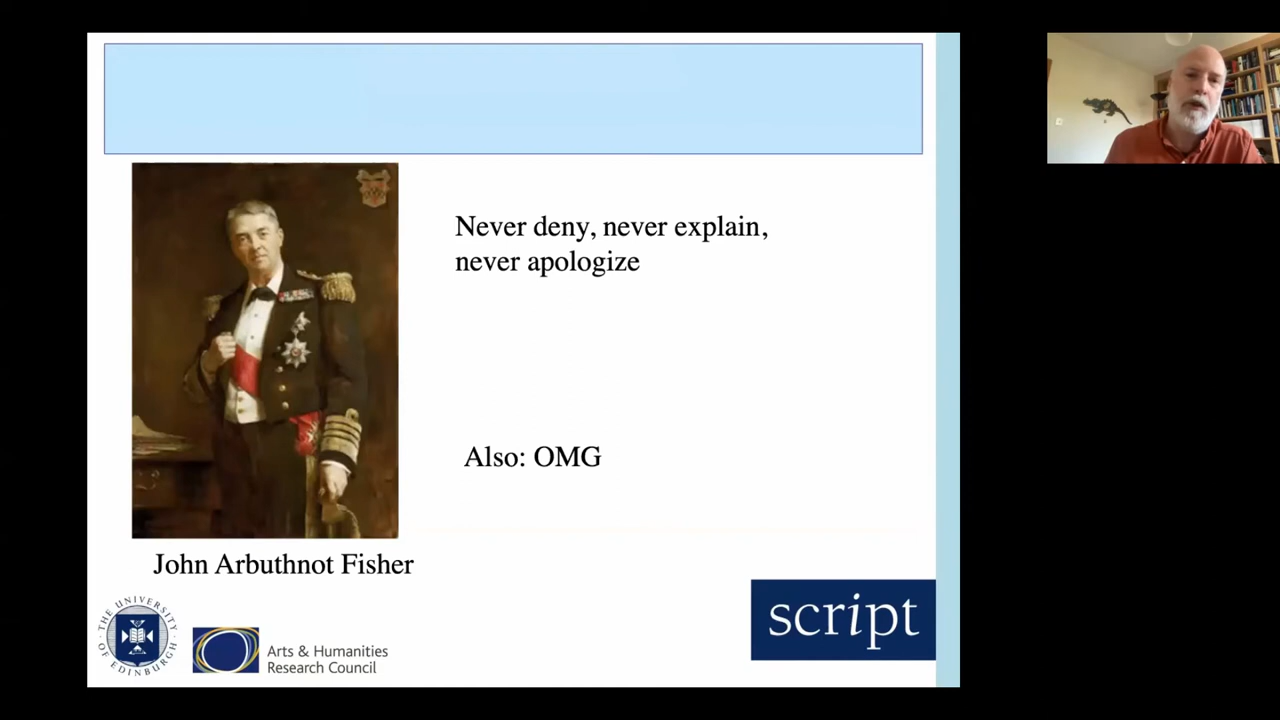 Never deny, never explain,
never apologize
Also: OMG
John Arbuthnot Fisher
THE UNIVERSITY OF EDINBURGH
Arts & Humanities
Research Council
script